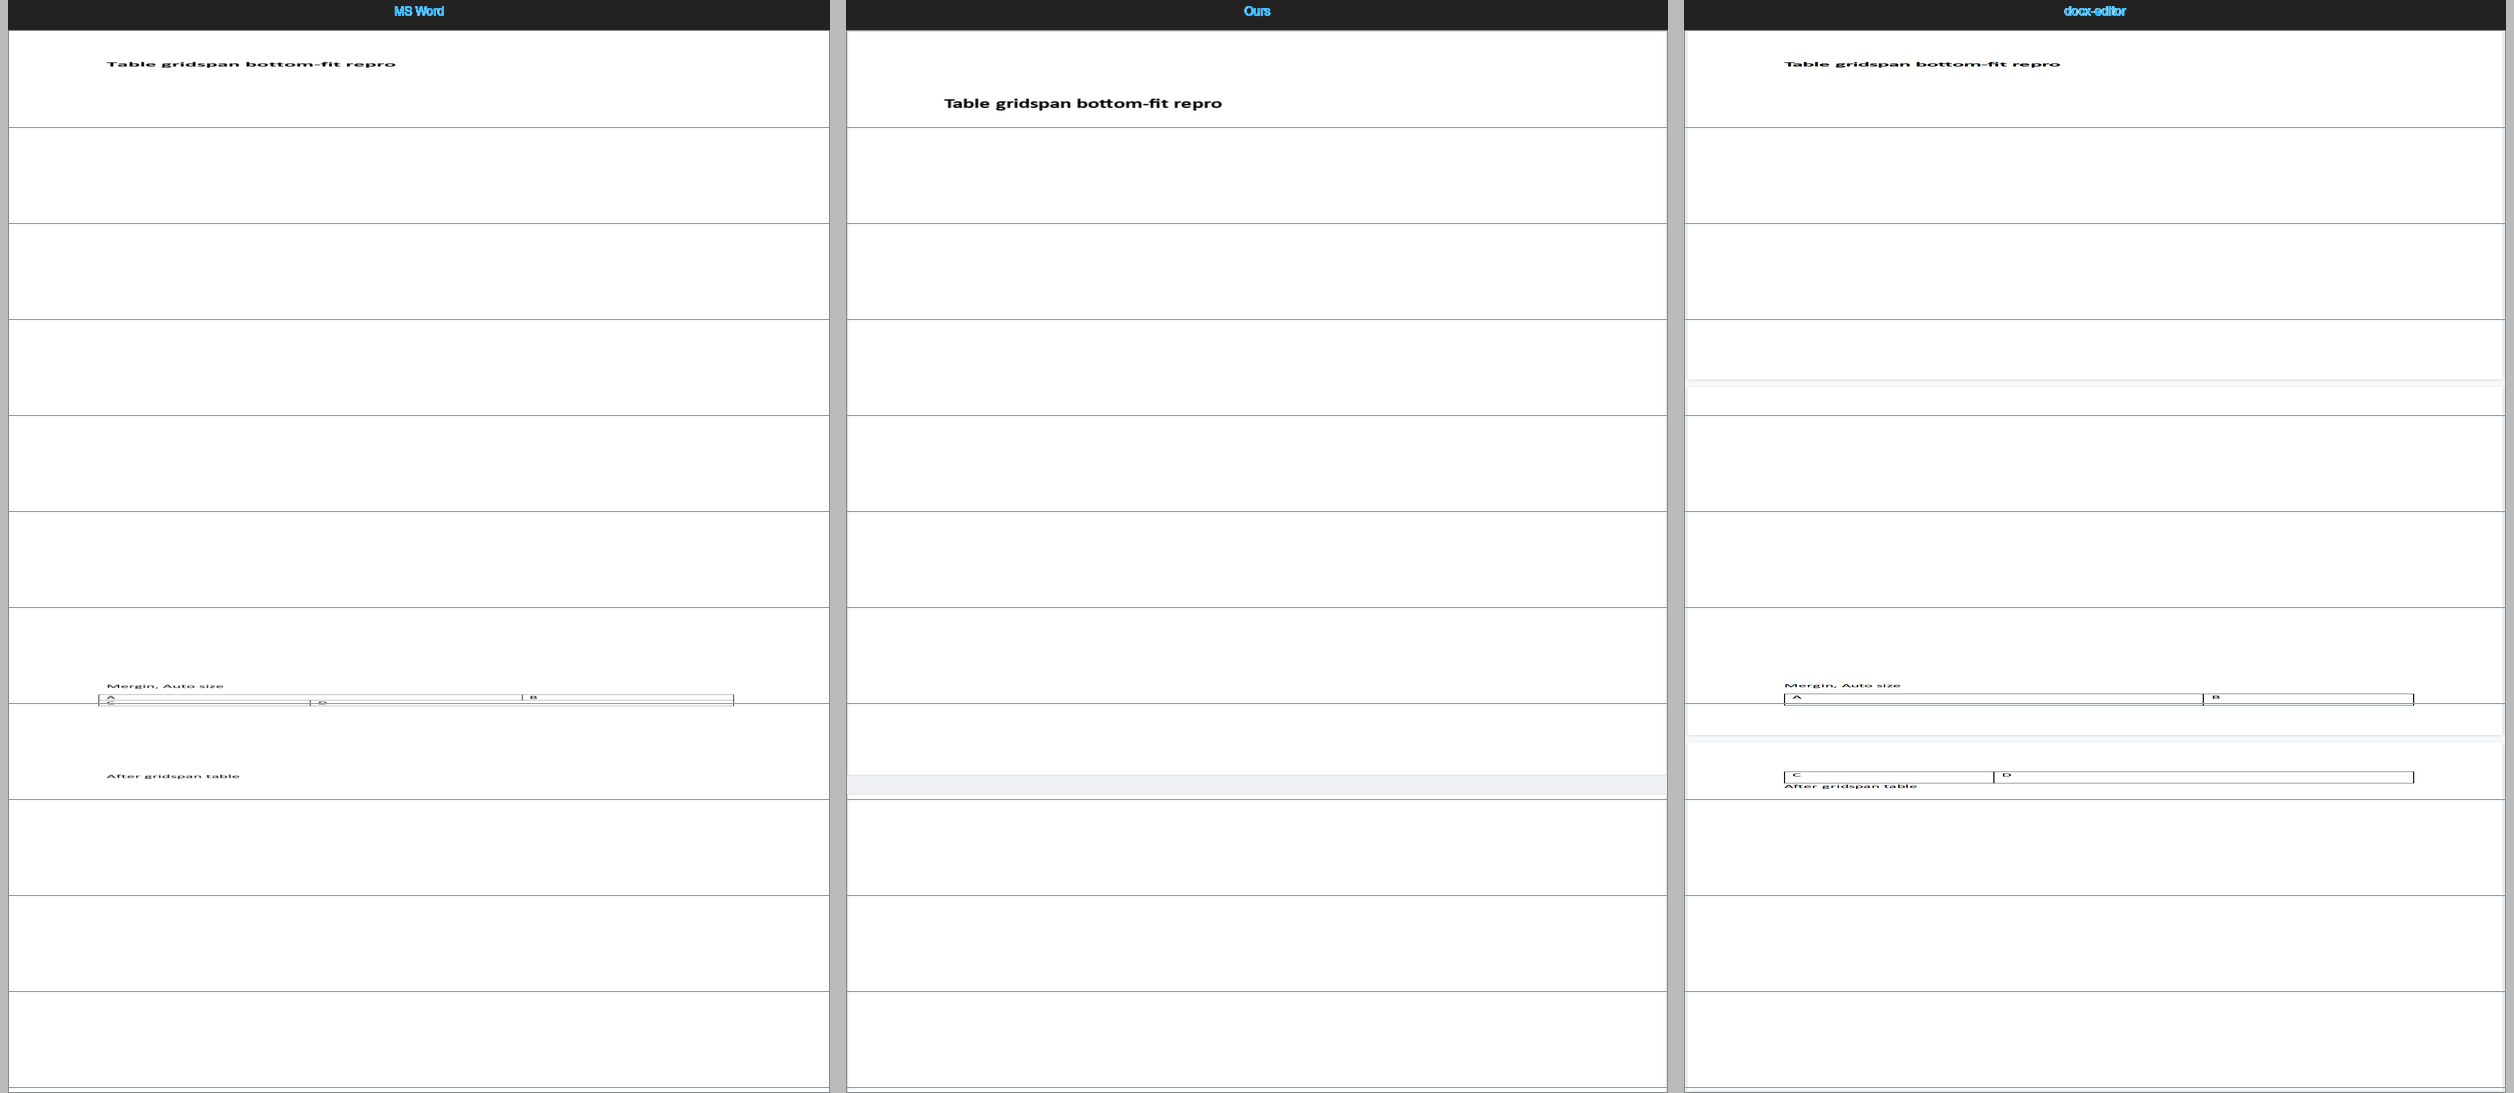 MS Word
Table gridspan bottom-fit repro
Mergin, Auto size
A B
C D
After gridspan table
Ours
Table gridspan bottom-fit repro
docx-editor
Table gridspan bottom-fit repro
Mergin, Auto size
A B
C D
After gridspan table